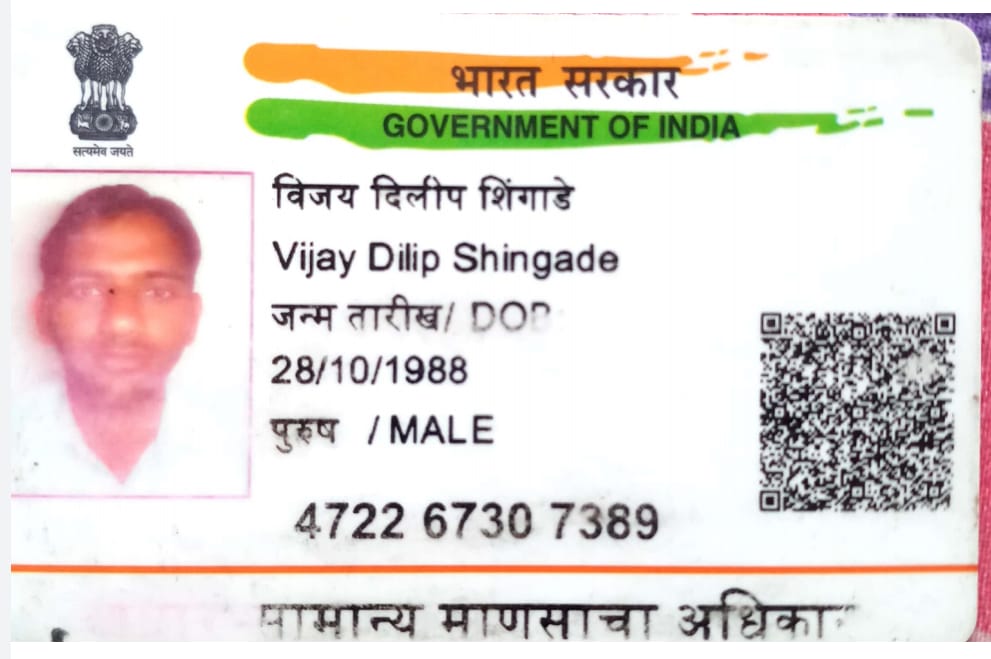 भारत सरकार
GOVERNMENT OF INDIA
सत्यमेव जयते
विजय दिलीप शिंगाडे
Vijay Dilip Shingade
जन्म तारीख/ DOB
28/10/1988
पुरुष / MALE
4722 6730 7389
सामान्य माणसाचा अधिकार